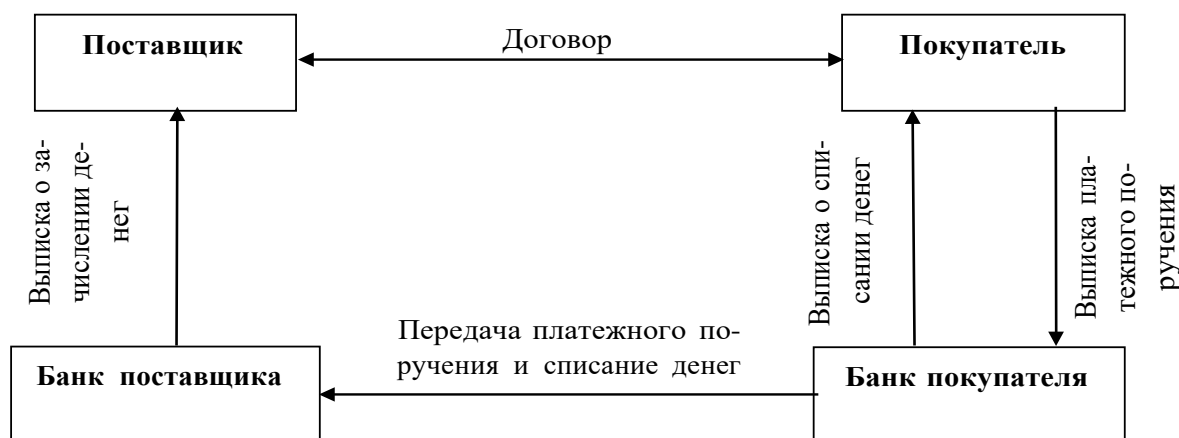 Поставщик
Договор
Покупатель
Выписка о за-
числении де-
нег
Выписка о спи-
сании денег
Выписка пла-
тежного по-
ручения
Передача платежного по-
ручения и списание денег
Банк поставщика
Банк покупателя